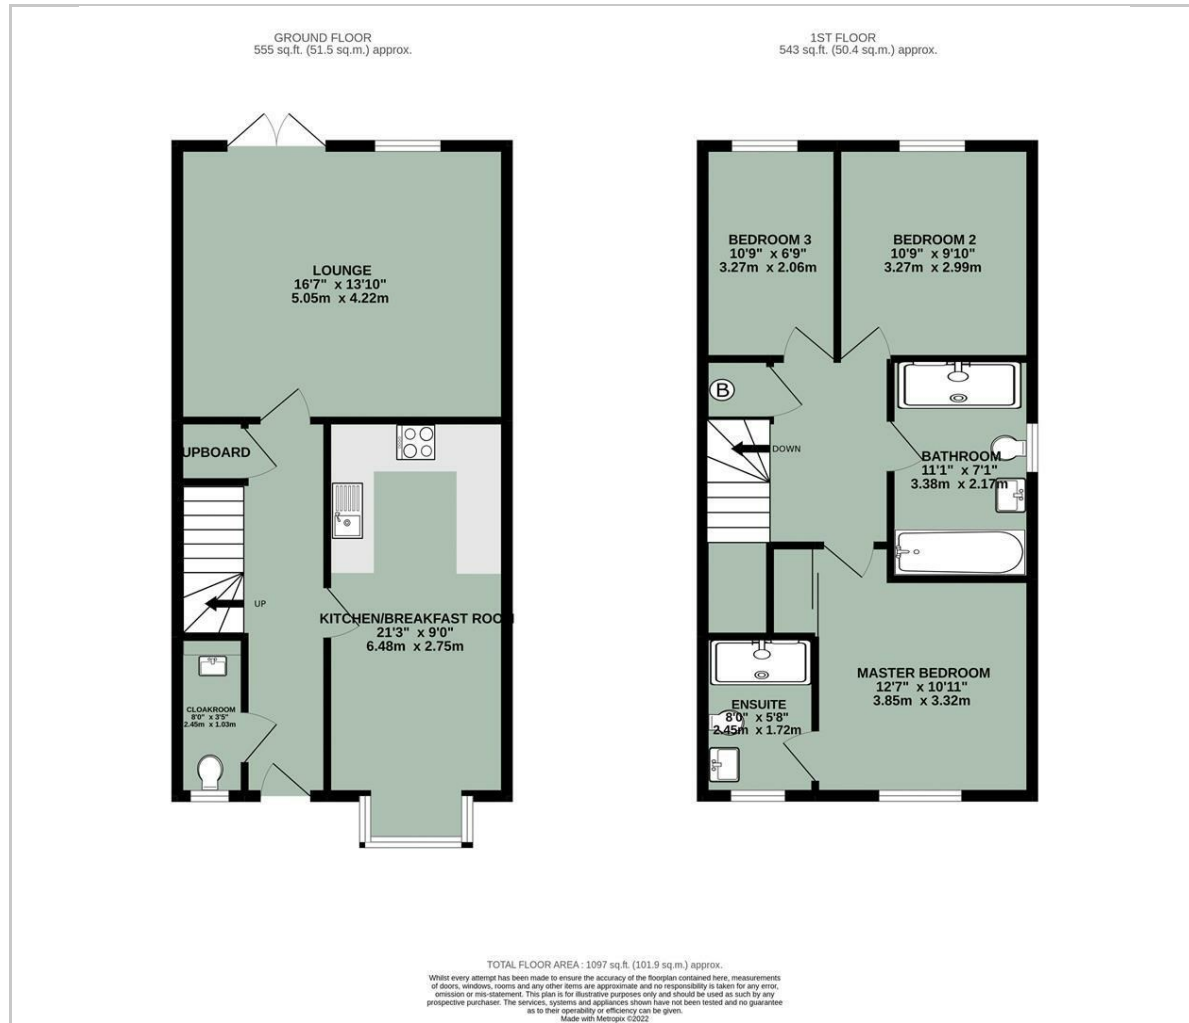 GROUND FLOOR
555 sq.ft. (51.5 sq.m.) approx.
1ST FLOOR
543 sq.ft. (50.4 sq.m.) approx.
LOUNGE
16'7" x 13'10"
5.05m x 4.22m
UPBOARD
UP
KITCHEN/BREAKFAST ROOM
21'3" x 9'0"
6.48m x 2.75m
CLOAKROOM
8'0" x 3'5"
2.45m x 1.03m
BEDROOM 3
10'9" x 6'9"
3.27m x 2.06m
BEDROOM 2
10'9" x 9'10"
3.27m x 2.99m
B
DOWN
BATHROOM
11'1" x 7'1"
3.38m x 2.17m
MASTER BEDROOM
12'7" x 10'11"
3.85m x 3.32m
ENSUITE
8'0" x 5'8"
2.45m x 1.72m
TOTAL FLOOR AREA : 1097 sq.ft. (101.9 sq.m.) approx.
Whilst every attempt has been made to ensure the accuracy of the floorplan contained here, measurements
of doors, windows, rooms and any other items are approximate and no responsibility is taken for any error,
omission or mis-statement. This plan is for illustrative purposes only and should be used as such by any
prospective purchaser. The services, systems and appliances shown have not been tested and no guarantee
as to their operability or efficiency can be given.
Made with Metropix ©2022